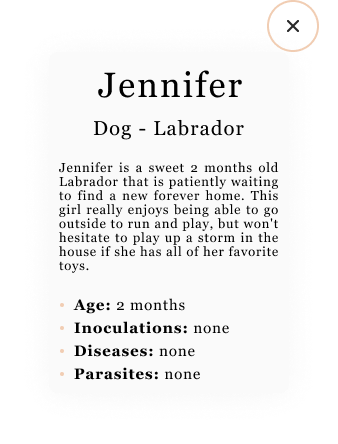 Jennifer
Dog - Labrador
Jennifer is a sweet 2 months old
Labrador that is patiently waiting
to find a new forever home. This
girl really enjoys being able to go
outside to run and play, but won't
hesitate to play up a storm in the
house if she has all of her favorite
toys.
• Age: 2 months
• Inoculations: none
• Diseases: none
• Parasites: none